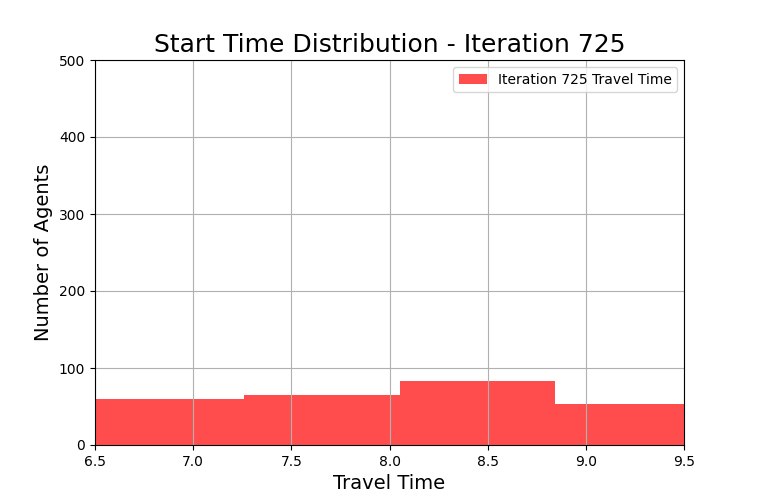 Start Time Distribution - Iteration 725
500
Iteration 725 Travel Time
400
300
200
100
0
Number of Agents
6.5 7.0 7.5 8.0 8.5 9.0 9.5
Travel Time